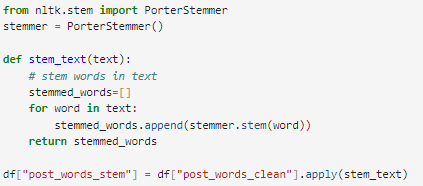 from nltk.stem import PorterStemmer
stemmer = PorterStemmer()

def stem_text(text):
    # stem words in text
    stemmed_words=[]
    for word in text:
        stemmed_words.append(stemmer.stem(word))
    return stemmed_words

df["post_words_stem"] = df["post_words_clean"].apply(stem_text)